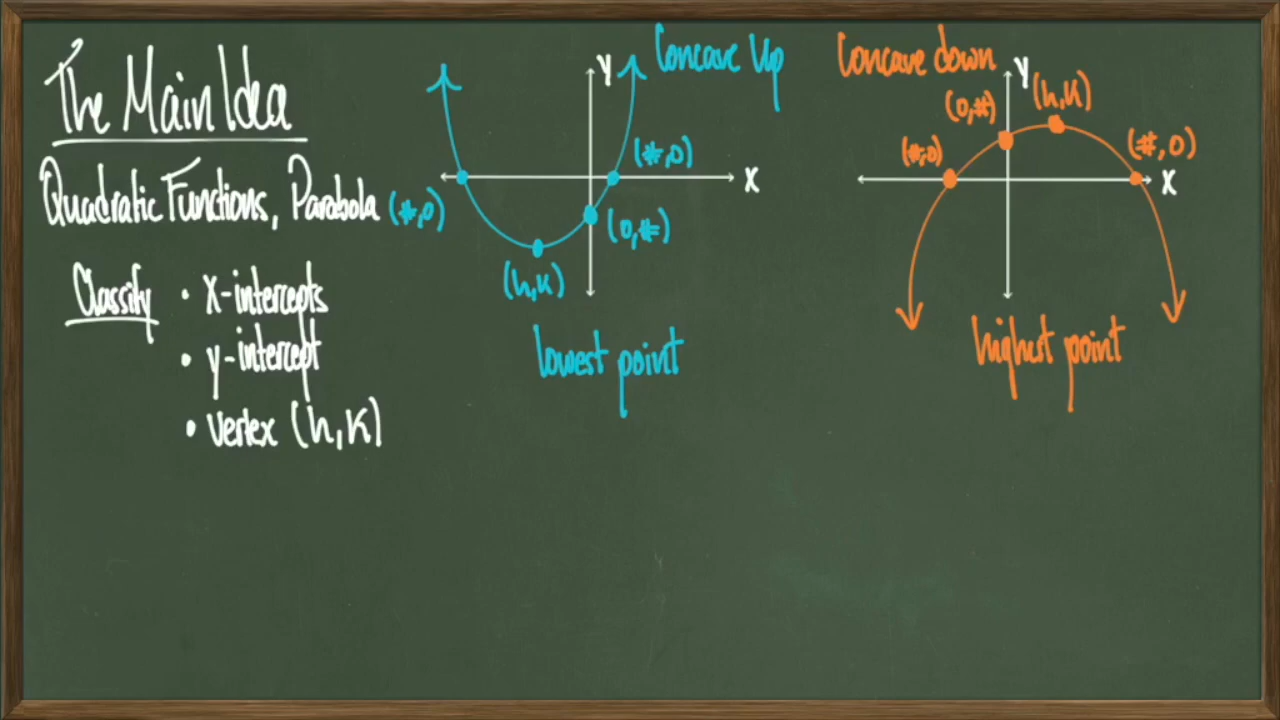 The Main Idea
Quadratic Functions, Parabola
Classify
• x-intercepts
• y-intercept
• vertex (h,k)
Concave Up
y
x
(#,0)
(#,0)
(0,#)
(h,k)
lowest point
Concave down
y
x
(h,k)
(0,#)
(#,0)
(#,0)
highest point